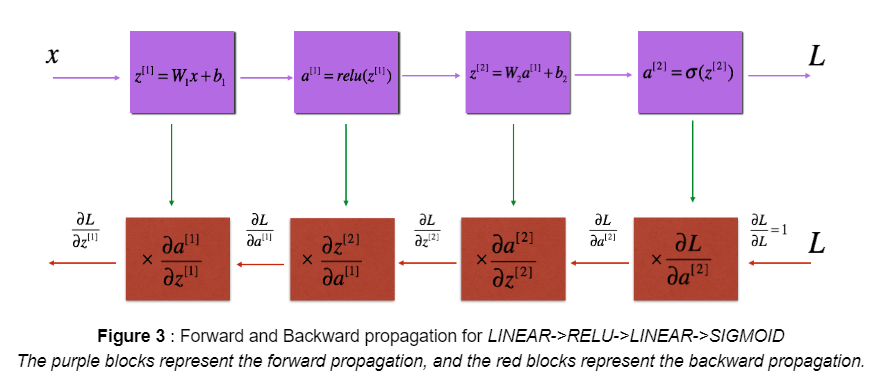 x
z^[1] = W_1x + b_1
a^[1] = relu(z^[1])
z^[2] = W_2a^[1] + b_2
a^[2] = σ(z^[2])
L
∂L/∂z^[1]
× ∂a^[1]/∂z^[1]
∂L/∂a^[1]
× ∂z^[2]/∂a^[1]
∂L/∂z^[2]
× ∂a^[2]/∂z^[2]
∂L/∂a^[2]
× ∂L/∂a^[2]
∂L/∂L = 1
L
Figure 3 : Forward and Backward propagation for LINEAR->RELU->LINEAR->SIGMOID
The purple blocks represent the forward propagation, and the red blocks represent the backward propagation.